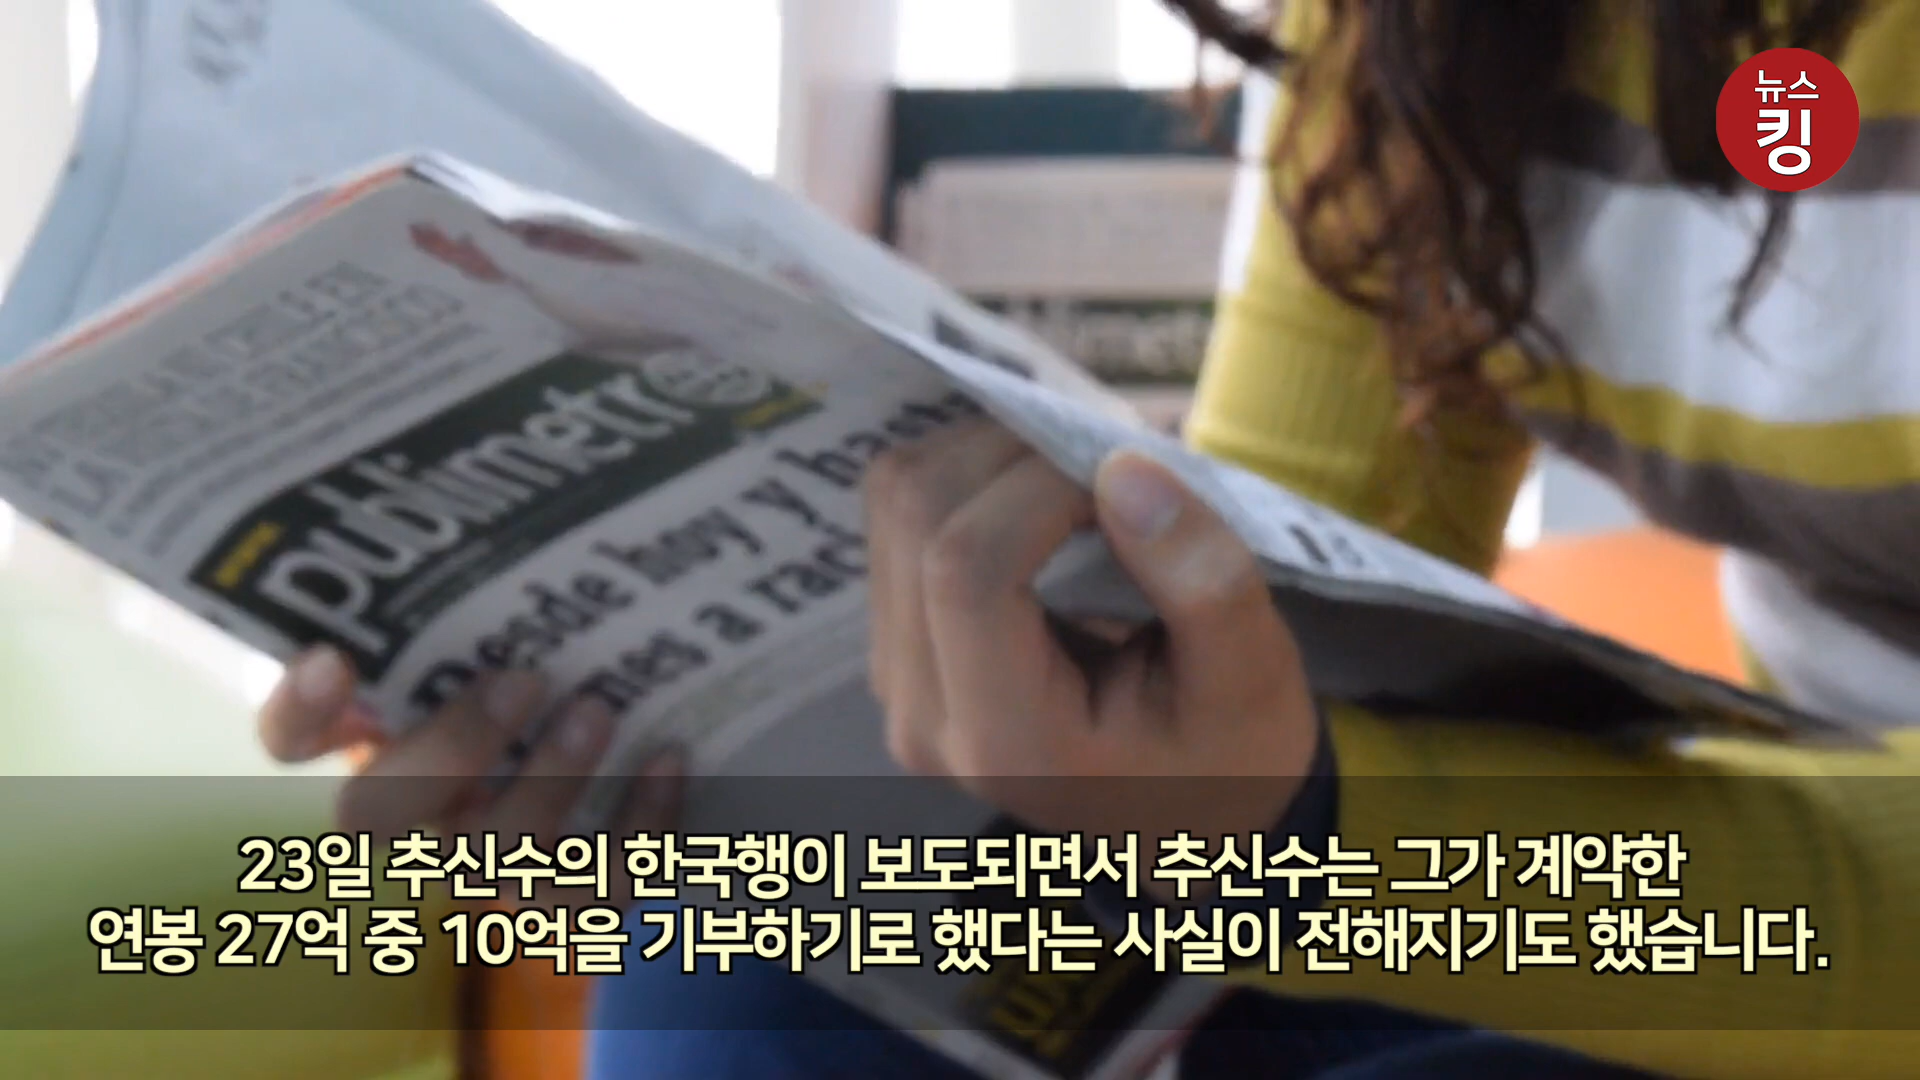 뉴스
킹
publimetro
Desde hoy y hasta
nes a
23일 추신수의 한국행이 보도되면서 추신수는 그가 계약한
연봉 27억 중 10억을 기부하기로 했다는 사실이 전해지기도 했습니다.